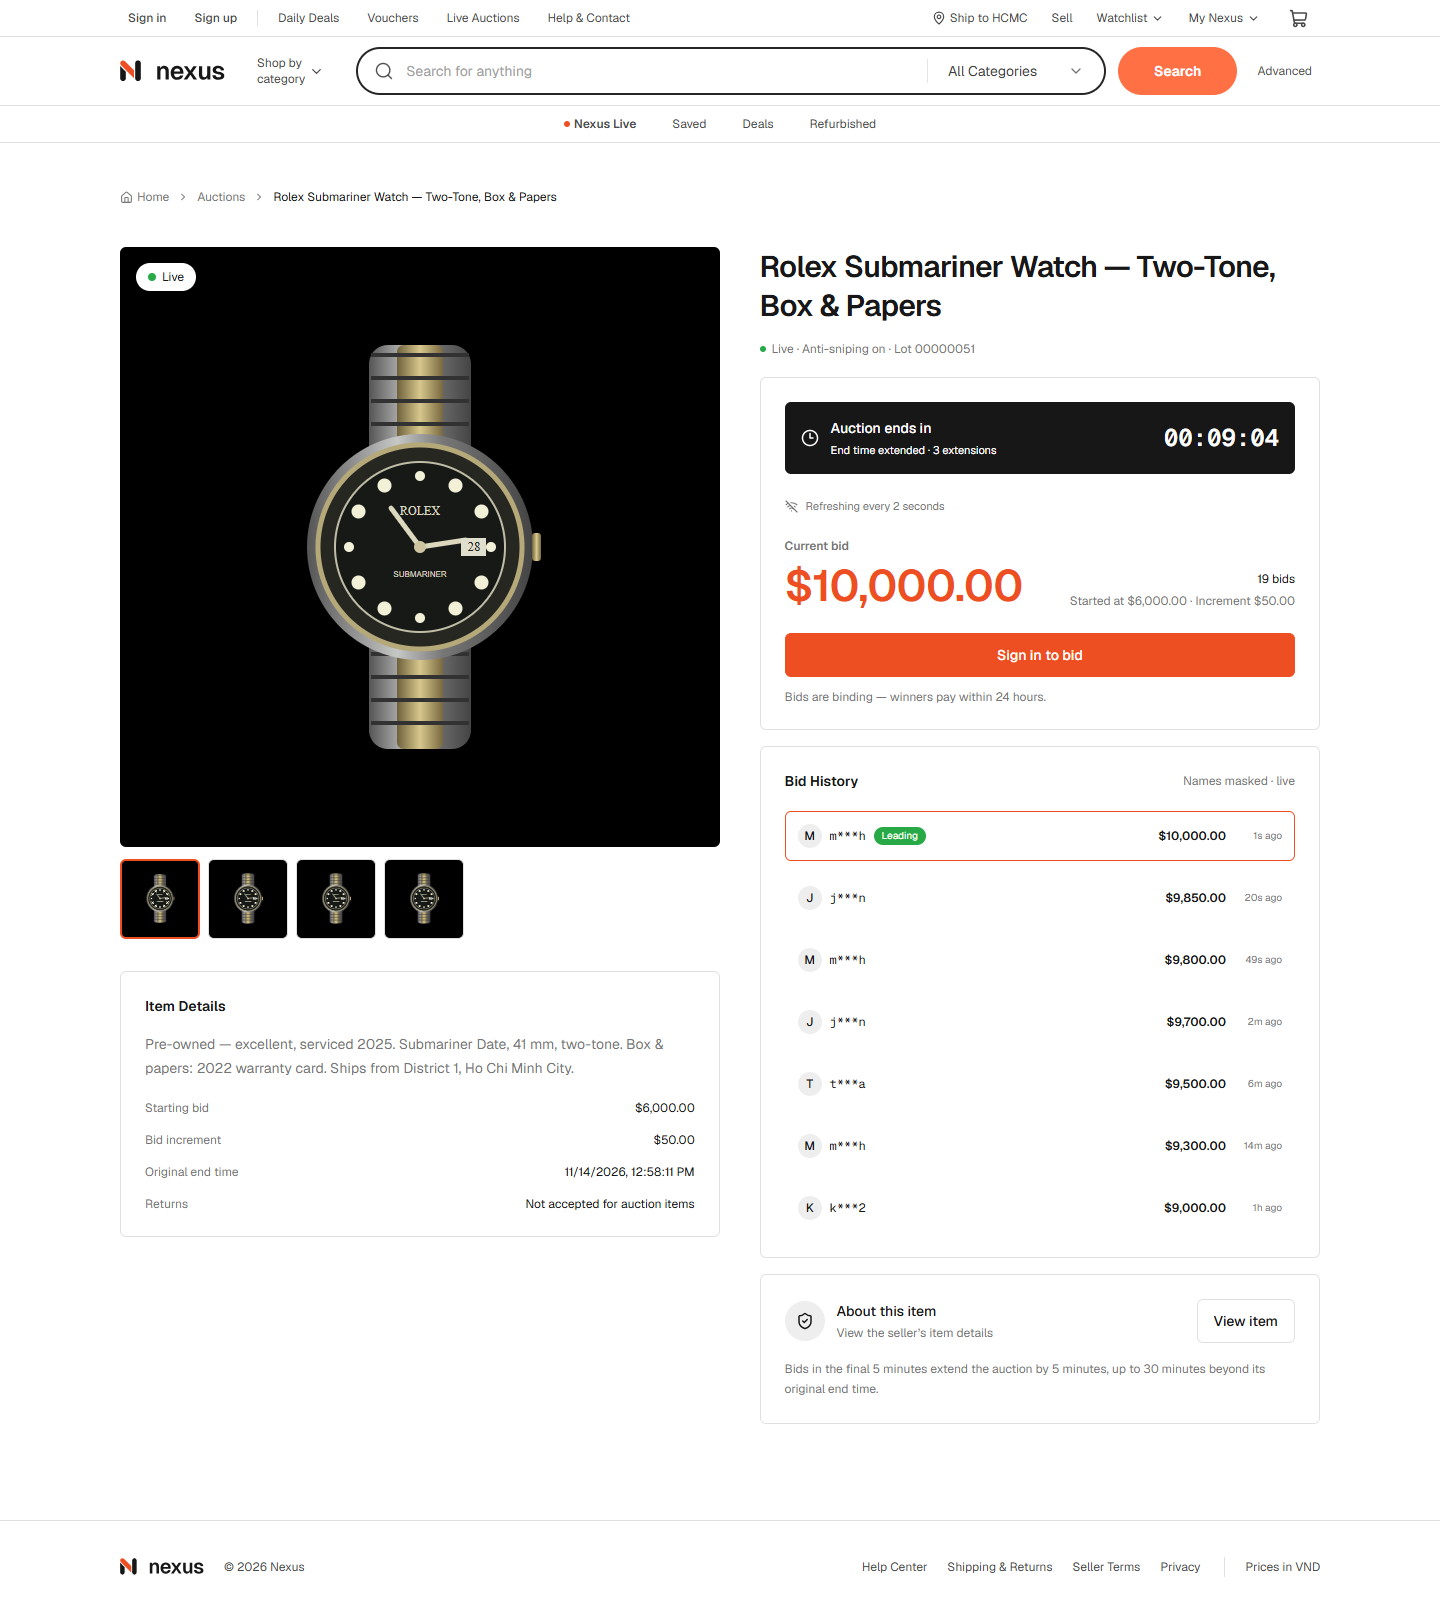 Sign in
Sign up
Daily Deals
Vouchers
Live Auctions
Help & Contact
Ship to HCMC
Sell
Watchlist
My Nexus
nexus
Shop by
category
Search for anything
All Categories
Search
Advanced
Nexus Live
Saved
Deals
Refurbished
Home
Auctions
Rolex Submariner Watch — Two-Tone, Box & Papers
Live
ROLEX
28
SUBMARINER
Item Details
Pre-owned — excellent, serviced 2025. Submariner Date, 41 mm, two-tone. Box &
papers: 2022 warranty card. Ships from District 1, Ho Chi Minh City.
Starting bid $6,000.00
Bid increment $50.00
Original end time 11/14/2026, 12:58:11 PM
Returns Not accepted for auction items
Rolex Submariner Watch — Two-Tone,
Box & Papers
Live · Anti-sniping on · Lot 00000051
Auction ends in
End time extended · 3 extensions
00:09:04
Refreshing every 2 seconds
Current bid
$10,000.00
19 bids
Started at $6,000.00 · Increment $50.00
Sign in to bid
Bids are binding — winners pay within 24 hours.
Bid History
Names masked · live
M m***h Leading $10,000.00 1s ago
J j***n $9,850.00 20s ago
M m***h $9,800.00 49s ago
J j***n $9,700.00 2m ago
T t***a $9,500.00 6m ago
M m***h $9,300.00 14m ago
K k***2 $9,000.00 1h ago
About this item
View the seller's item details
View item
Bids in the final 5 minutes extend the auction by 5 minutes, up to 30 minutes beyond its
original end time.
nexus
© 2026 Nexus
Help Center
Shipping & Returns
Seller Terms
Privacy
Prices in VND